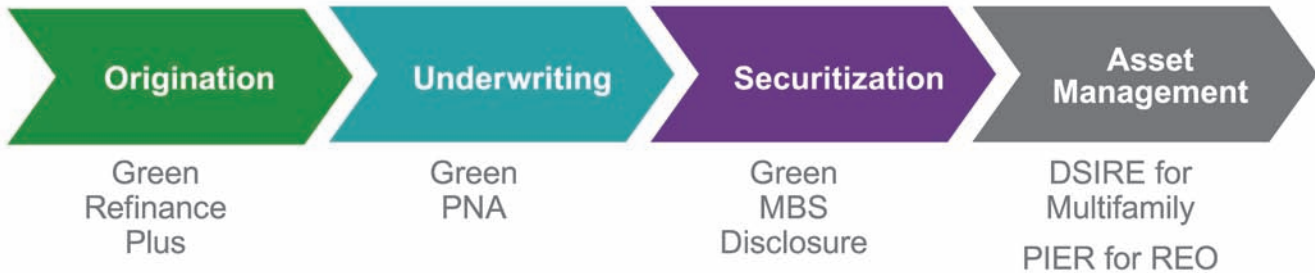 Origination
Green
Refinance
Plus
Underwriting
Green
PNA
Securitization
Green
MBS
Disclosure
Asset
Management
DSIRE for
Multifamily
PIER for REO